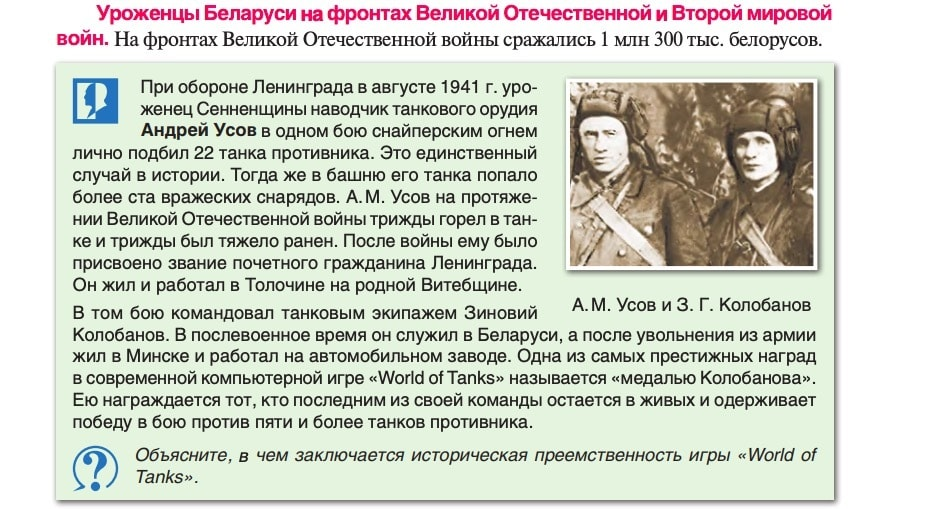 Уроженцы Беларуси на фронтах Великой Отечественной и Второй мировой
войн. На фронтах Великой Отечественной войны сражались 1 млн 300 тыс. белорусов.
При обороне Ленинграда в августе 1941 г. уро-
женец Сенненщины наводчик танкового орудия
Андрей Усов в одном бою снайперским огнем
лично подбил 22 танка противника. Это единственный
случай в истории. Тогда же в башню его танка попало
более ста вражеских снарядов. А. М. Усов на протяже-
нии Великой Отечественной войны трижды горел в тан-
ке и трижды был тяжело ранен. После войны ему было
присвоено звание почетного гражданина Ленинграда.
Он жил и работал в Толочине на родной Витебщине.
А. М. Усов и З. Г. Колобанов
В том бою командовал танковым экипажем Зиновий
Колобанов. В послевоенное время он служил в Беларуси, а после увольнения из армии
жил в Минске и работал на автомобильном заводе. Одна из самых престижных наград
в современной компьютерной игре «World of Tanks» называется «медалью Колобанова».
Ею награждается тот, кто последним из своей команды остается в живых и одерживает
победу в бою против пяти и более танков противника.
Объясните, в чем заключается историческая преемственность игры «World of
Tanks».